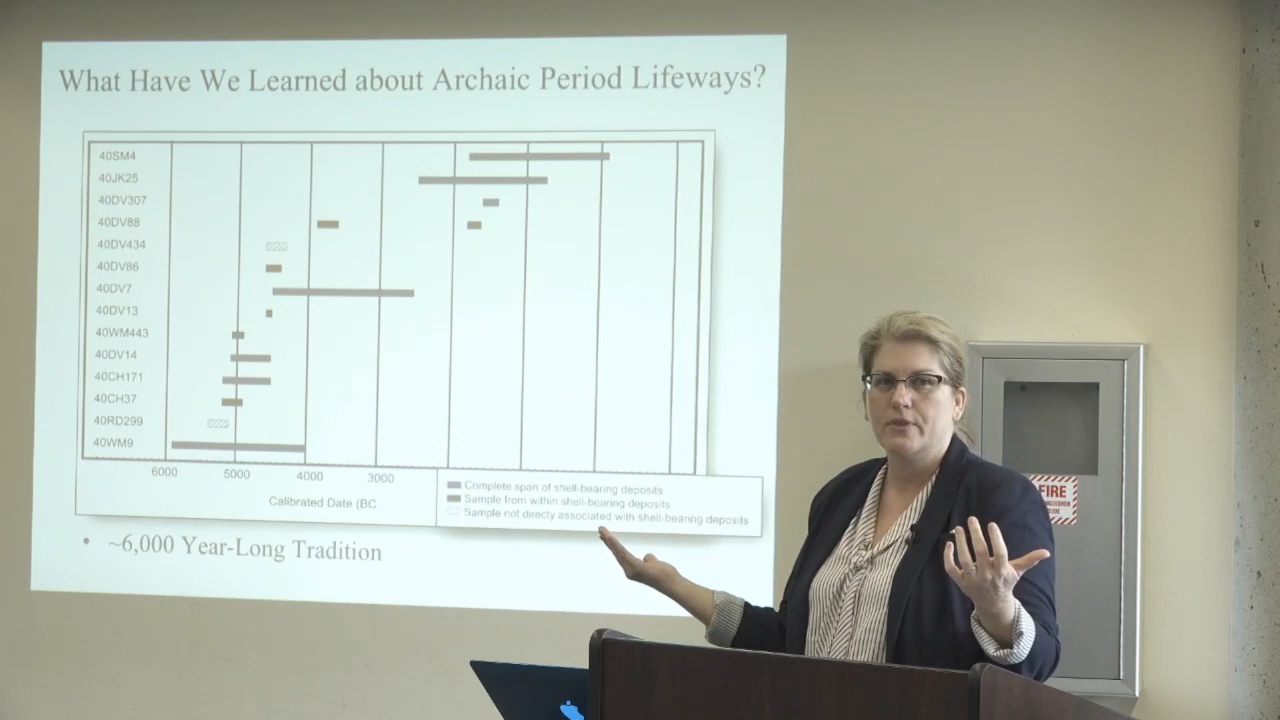 What Have We Learned about Archaic Period Lifeways?
40SM4
40JK25
40DV307
40DV88
40DV434
40DV86
40DV7
40DV13
40WM443
40DV14
40CH171
40CH37
40RD299
40WM9
6000 5000 4000 3000
Calibrated Date (BC
Complete span of shell-bearing deposits
Sample from within shell-bearing deposits
Sample not directy associated with shell-bearing deposits
• ~6,000 Year-Long Tradition
FIRE